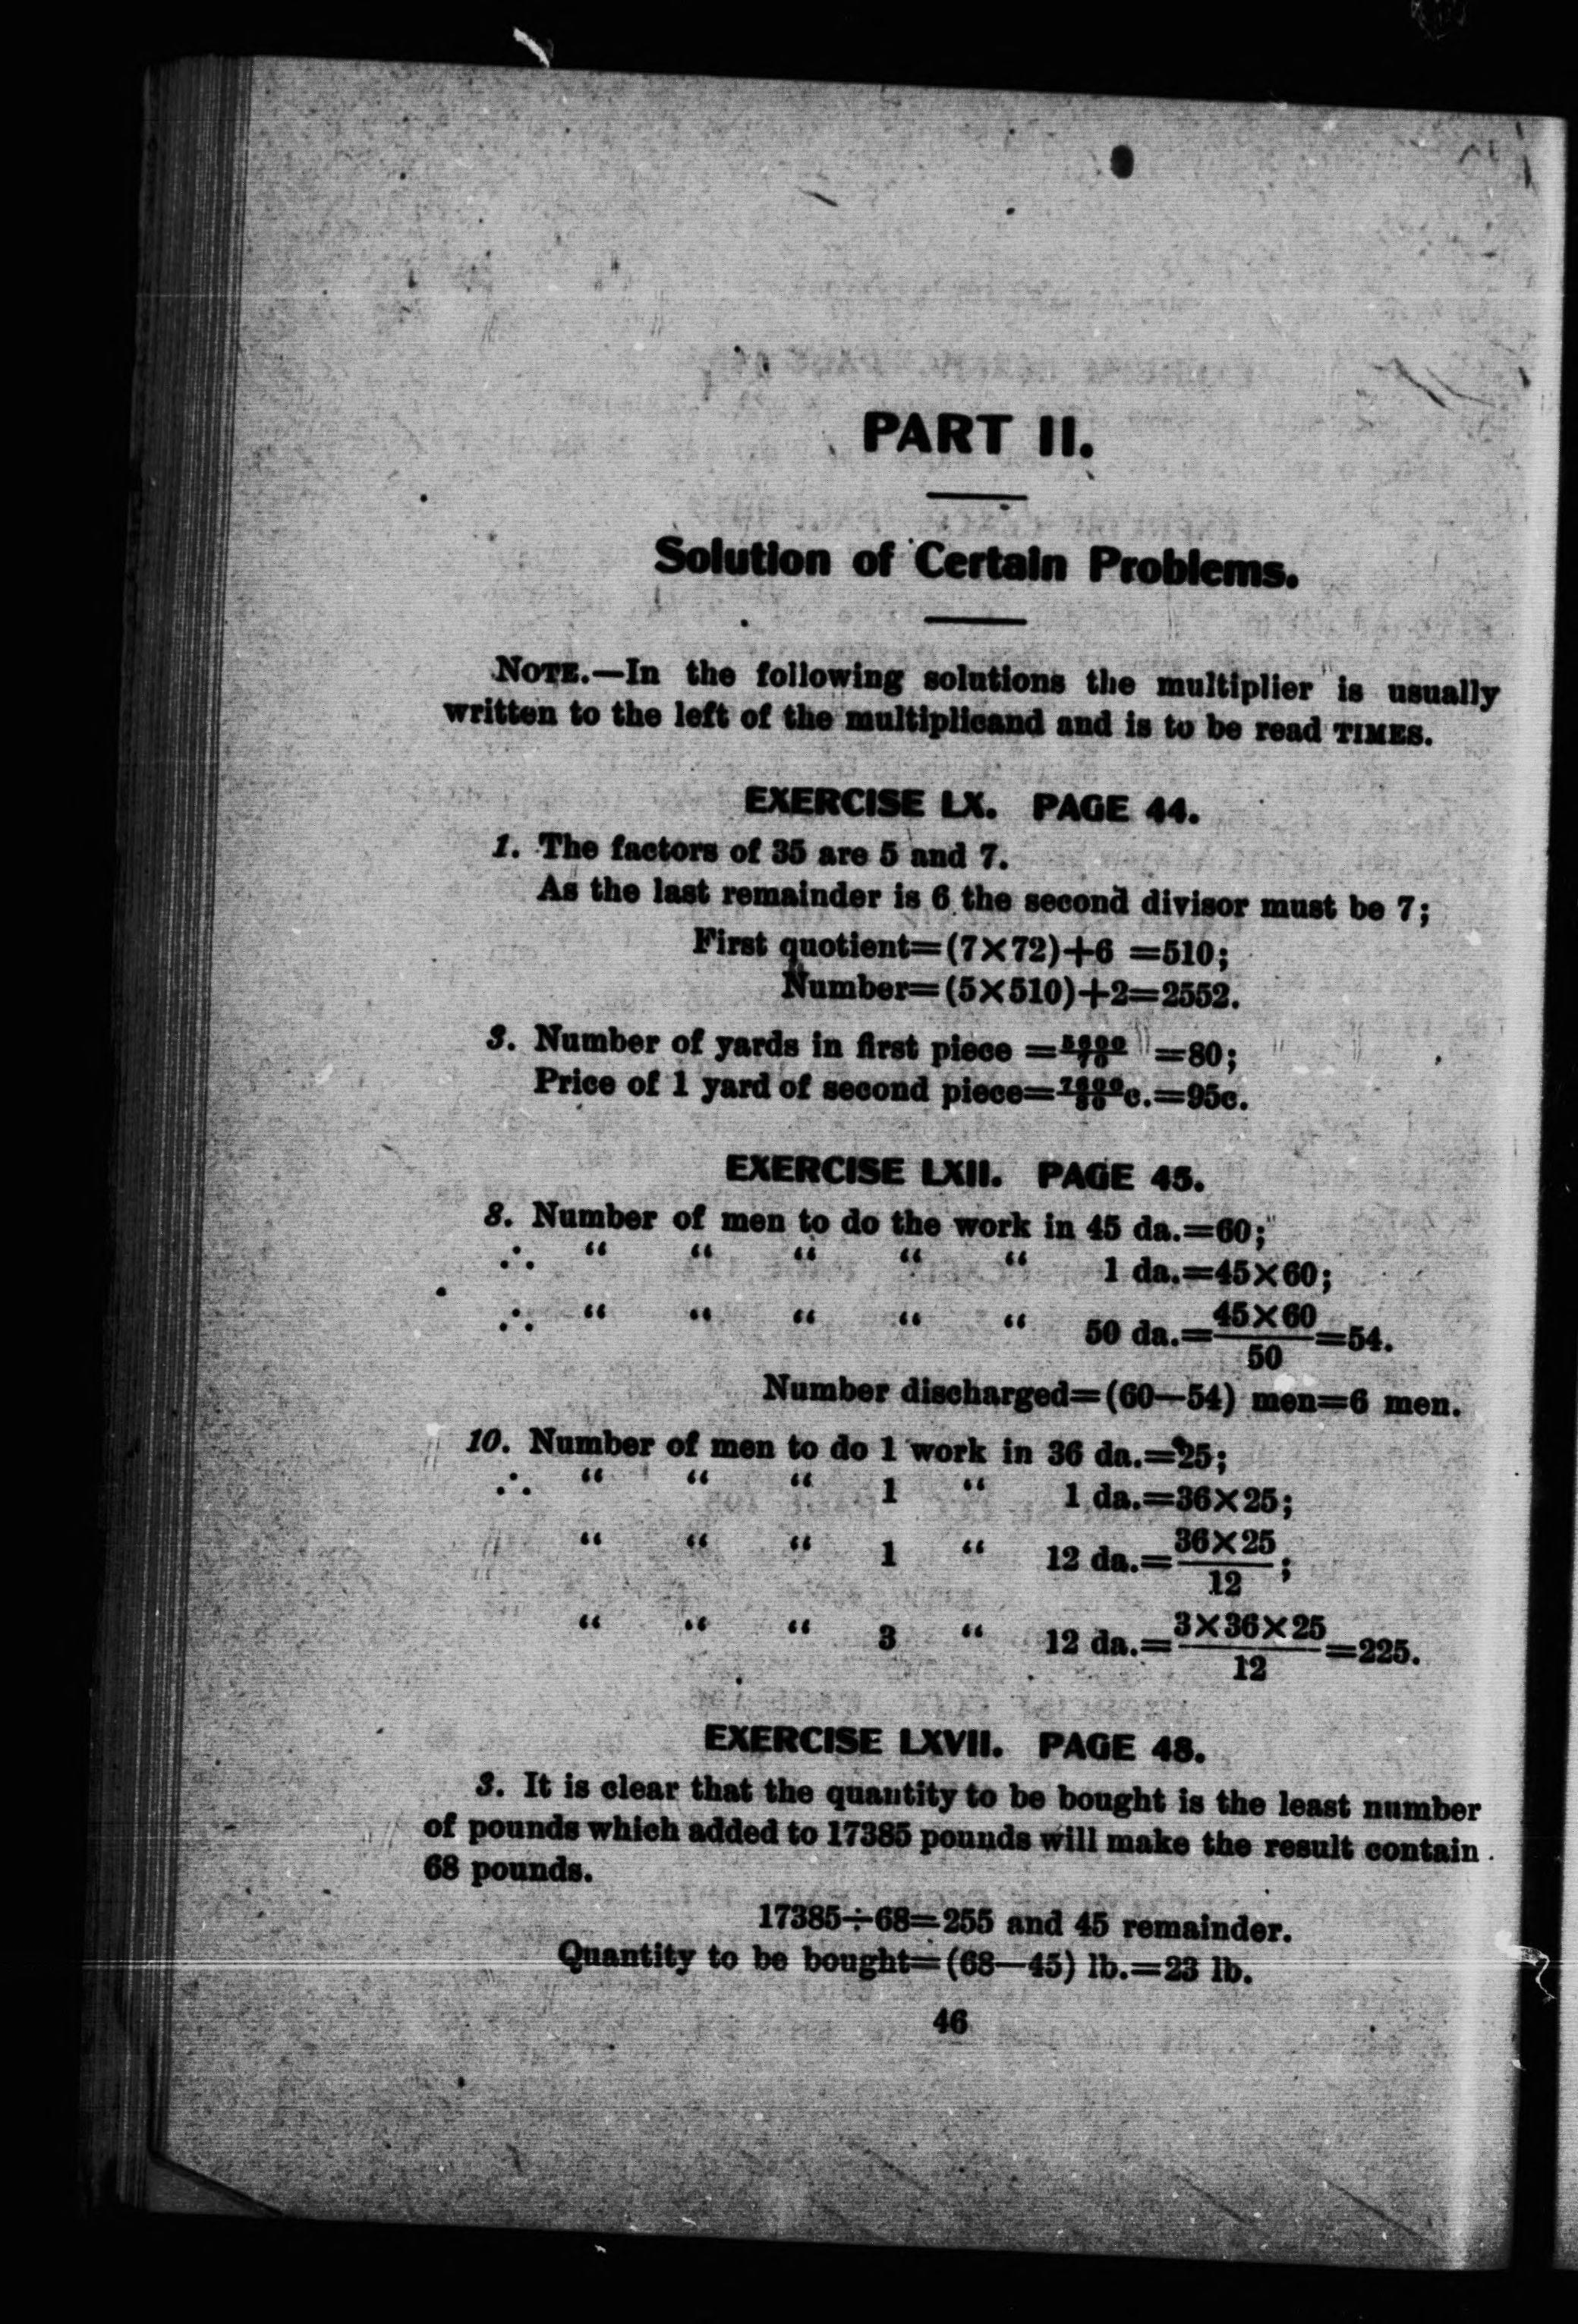 PART II.
Solution of Certain Problems.
NOTE.—In the following solutions the multiplier is usually
written to the left of the multiplicand and is to be read TIMES.
EXERCISE LX. PAGE 44.
1. The factors of 35 are 5 and 7.
As the last remainder is 6 the second divisor must be 7;
First quotient=(7×72)+6 =510;
Number=(5×510)+2=2552.
3. Number of yards in first piece =5600/70 =80;
Price of 1 yard of second piece=7600/80c.=95c.
EXERCISE LXII. PAGE 45.
8. Number of men to do the work in 45 da.=60;
∴ “ “ “ “ “ 1 da.=45×60;
∴ “ “ “ “ “ 50 da.=45×60/50=54.
Number discharged=(60—54) men=6 men.
10. Number of men to do 1 work in 36 da.=25;
∴ “ “ “ 1 “ 1 da.=36×25;
“ “ “ 1 “ 12 da.=36×25/12;
“ “ “ 3 “ 12 da.=3×36×25/12=225.
EXERCISE LXVII. PAGE 48.
3. It is clear that the quantity to be bought is the least number
of pounds which added to 17385 pounds will make the result contain
68 pounds.
17385÷68=255 and 45 remainder.
Quantity to be bought=(68—45) lb.=23 lb.
46